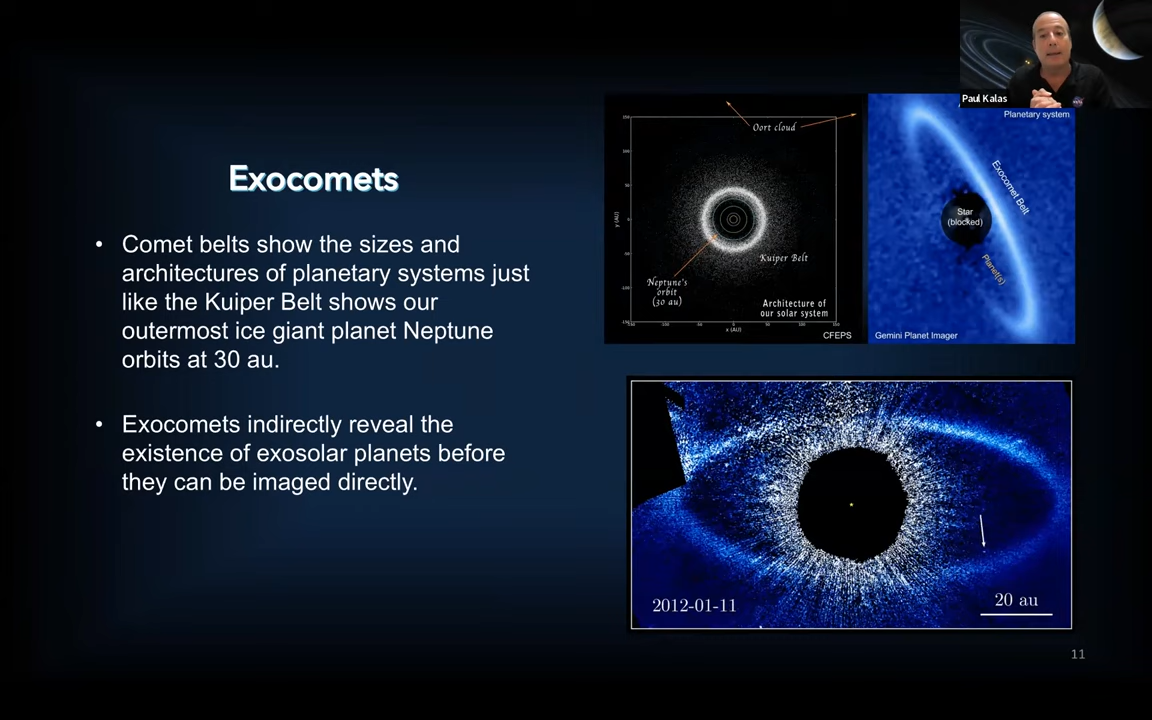 Paul Kalas
Exocomets
• Comet belts show the sizes and
architectures of planetary systems just
like the Kuiper Belt shows our
outermost ice giant planet Neptune
orbits at 30 au.
• Exocomets indirectly reveal the
existence of exosolar planets before
they can be imaged directly.
Oort cloud
Kuiper Belt
Neptune's
orbit
(30 au)
Architecture of
our solar system
x (AU)
y (AU)
CFEPS
Planetary system
Exocomet Belt
Star
(blocked)
Planet(s)
Gemini Planet Imager
2012-01-11
20 au
11